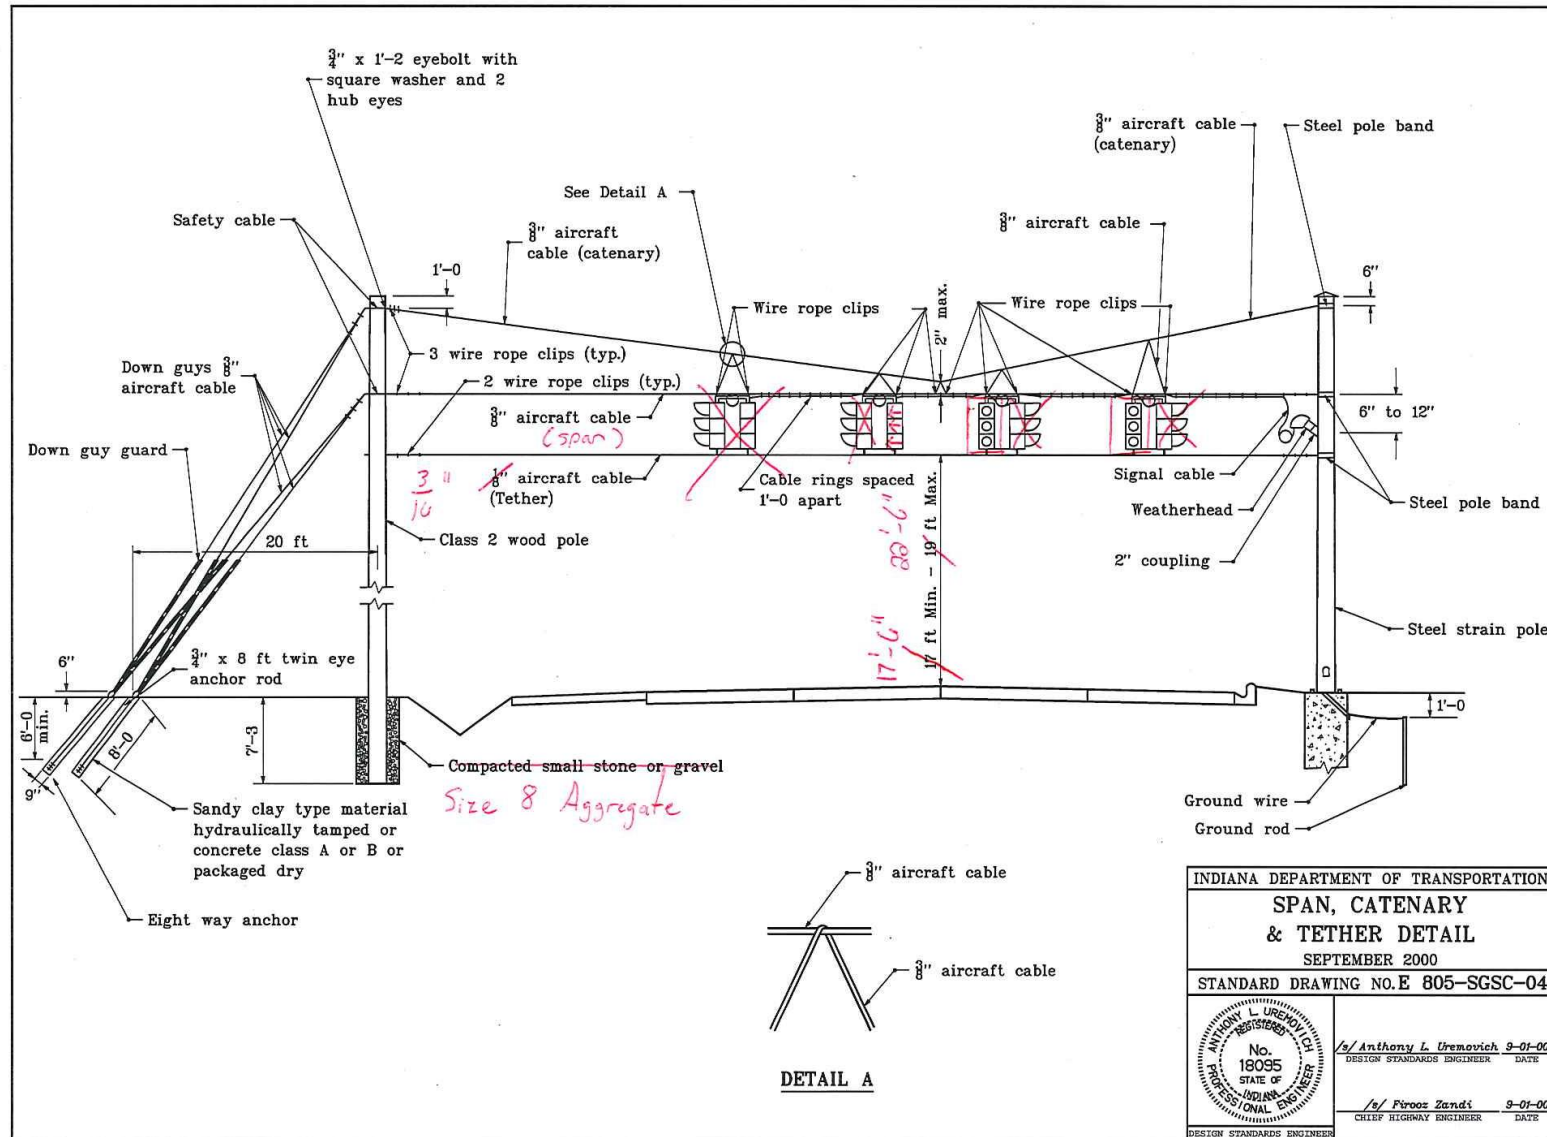 3/4" x 1'-2 eyebolt with
square washer and 2
hub eyes
3/8" aircraft cable
(catenary)
Steel pole band
See Detail A
Safety cable
3/8" aircraft
cable (catenary)
3/8" aircraft cable
1'-0
6"
Wire rope clips
2" max.
Wire rope clips
3 wire rope clips (typ.)
Down guys 3/8"
aircraft cable
2 wire rope clips (typ.)
3/8" aircraft cable
(span)
6" to 12"
Down guy guard
3/16"
1/8" aircraft cable
(Tether)
Cable rings spaced
1'-0 apart
Signal cable
Steel pole band
Weatherhead
20 ft
Class 2 wood pole
2" coupling
17 ft Min. - 19 ft Max.
17'-6"
Steel strain pole
6"
3/4" x 8 ft twin eye
anchor rod
6'-0
min.
8'-0
7'-3
1'-0
9"
Compacted small stone or gravel
Size 8 Aggregate
Sandy clay type material
hydraulically tamped or
concrete class A or B or
packaged dry
Ground wire
Ground rod
Eight way anchor
3/8" aircraft cable
3/8" aircraft cable
DETAIL A
INDIANA DEPARTMENT OF TRANSPORTATION
SPAN, CATENARY
& TETHER DETAIL
SEPTEMBER 2000
STANDARD DRAWING NO. E 805-SGSC-04
ANTHONY L. UREMOVICH
REGISTERED
No.
18095
STATE OF
INDIANA
PROFESSIONAL ENGINEER
/s/ Anthony L. Uremovich 9-01-00
DESIGN STANDARDS ENGINEER DATE
/s/ Firooz Zandi 9-01-00
CHIEF HIGHWAY ENGINEER DATE
DESIGN STANDARDS ENGINEER